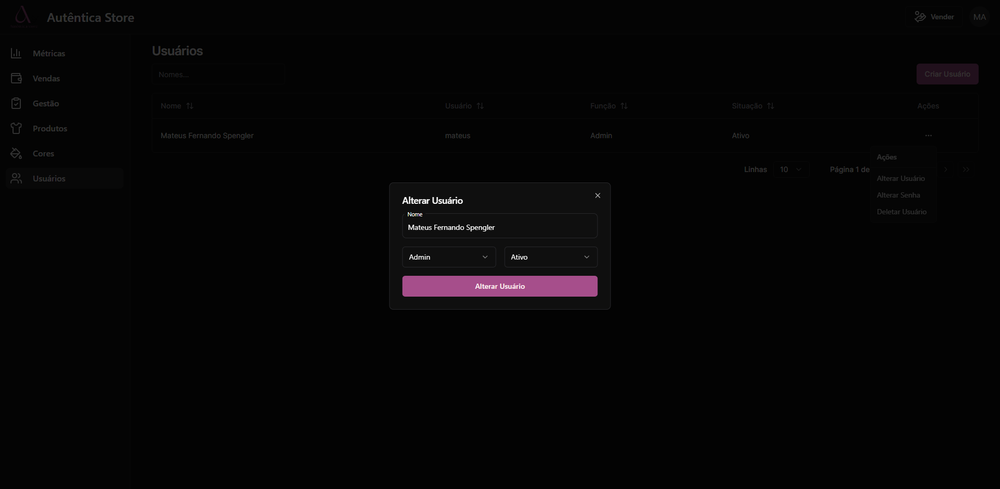 Autêntica Store
Vender
MA
Métricas
Vendas
Gestão
Produtos
Cores
Usuários
Usuários
Nomes...
Criar Usuário
Nome
Usuário
Função
Situação
Ações
Mateus Fernando Spengler
mateus
Admin
Ativo
Linhas
10
Página 1 de
Ações
Alterar Usuário
Alterar Senha
Deletar Usuário
Alterar Usuário
Nome
Mateus Fernando Spengler
Admin
Ativo
Alterar Usuário